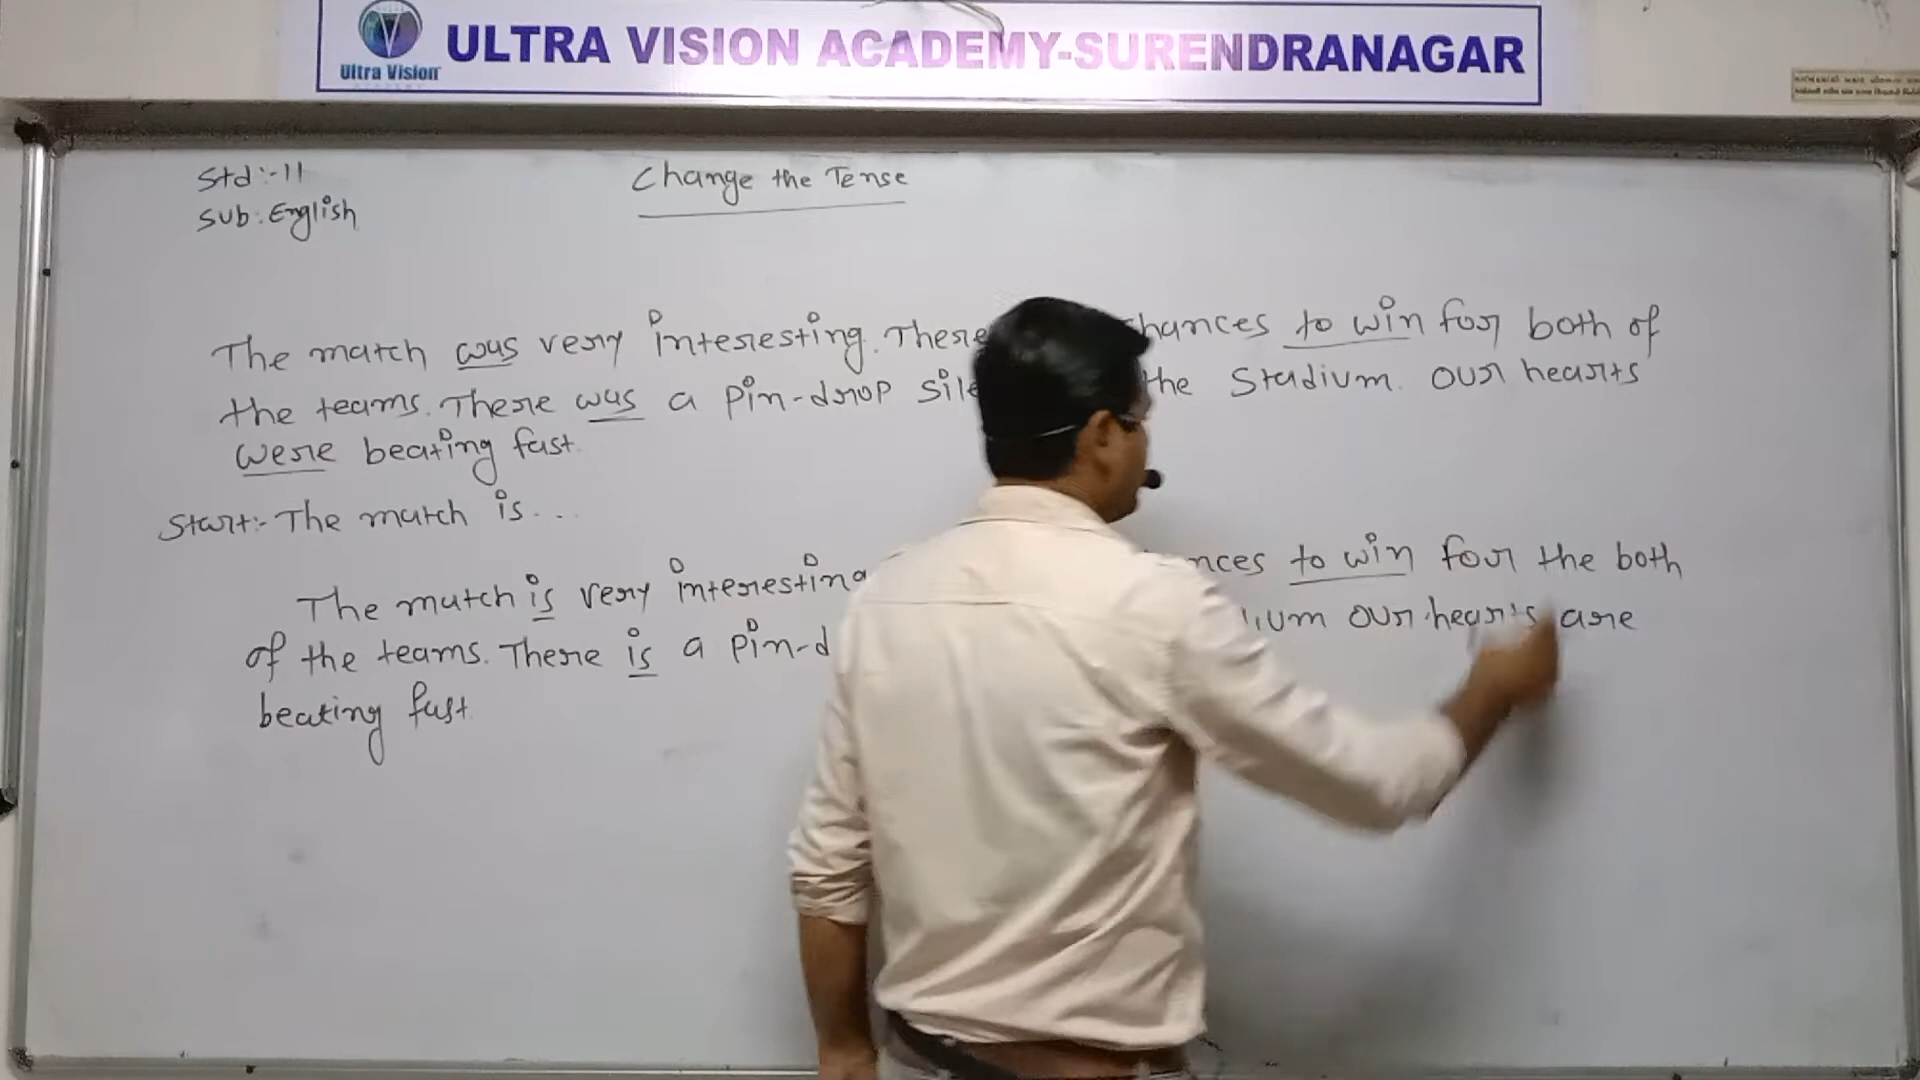 Ultra Vision
ULTRA VISION ACADEMY-SURENDRANAGAR
Std:-11
Sub:English
Change the Tense
The match was very interesting. There hances to win for both of
the teams. There was a pin-drop sile the Stadium. our hearts
were beating fast.
Start:- The match is...
The match is very interesting nces to win four the both
of the teams. There is a pin-d ium our hearts are
beating fast.